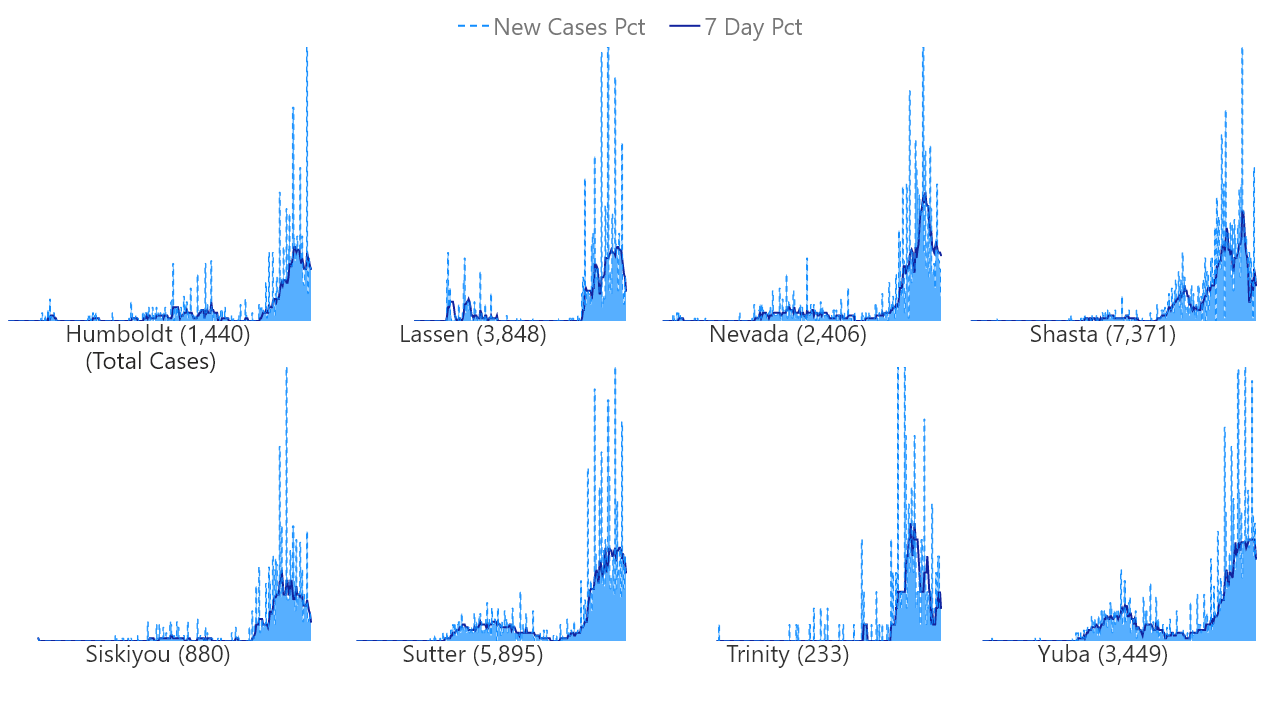 New Cases Pct 7 Day Pct
Humboldt (1,440) Lassen (3,848) Nevada (2,406) Shasta (7,371)
(Total Cases)
Siskiyou (880) Sutter (5,895) Trinity (233) Yuba (3,449)